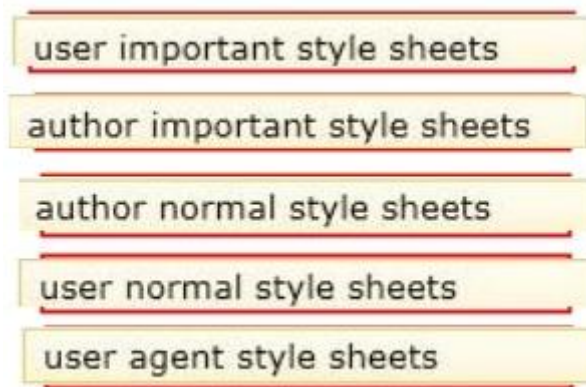 user important style sheets
author important style sheets
author normal style sheets
user normal style sheets
user agent style sheets